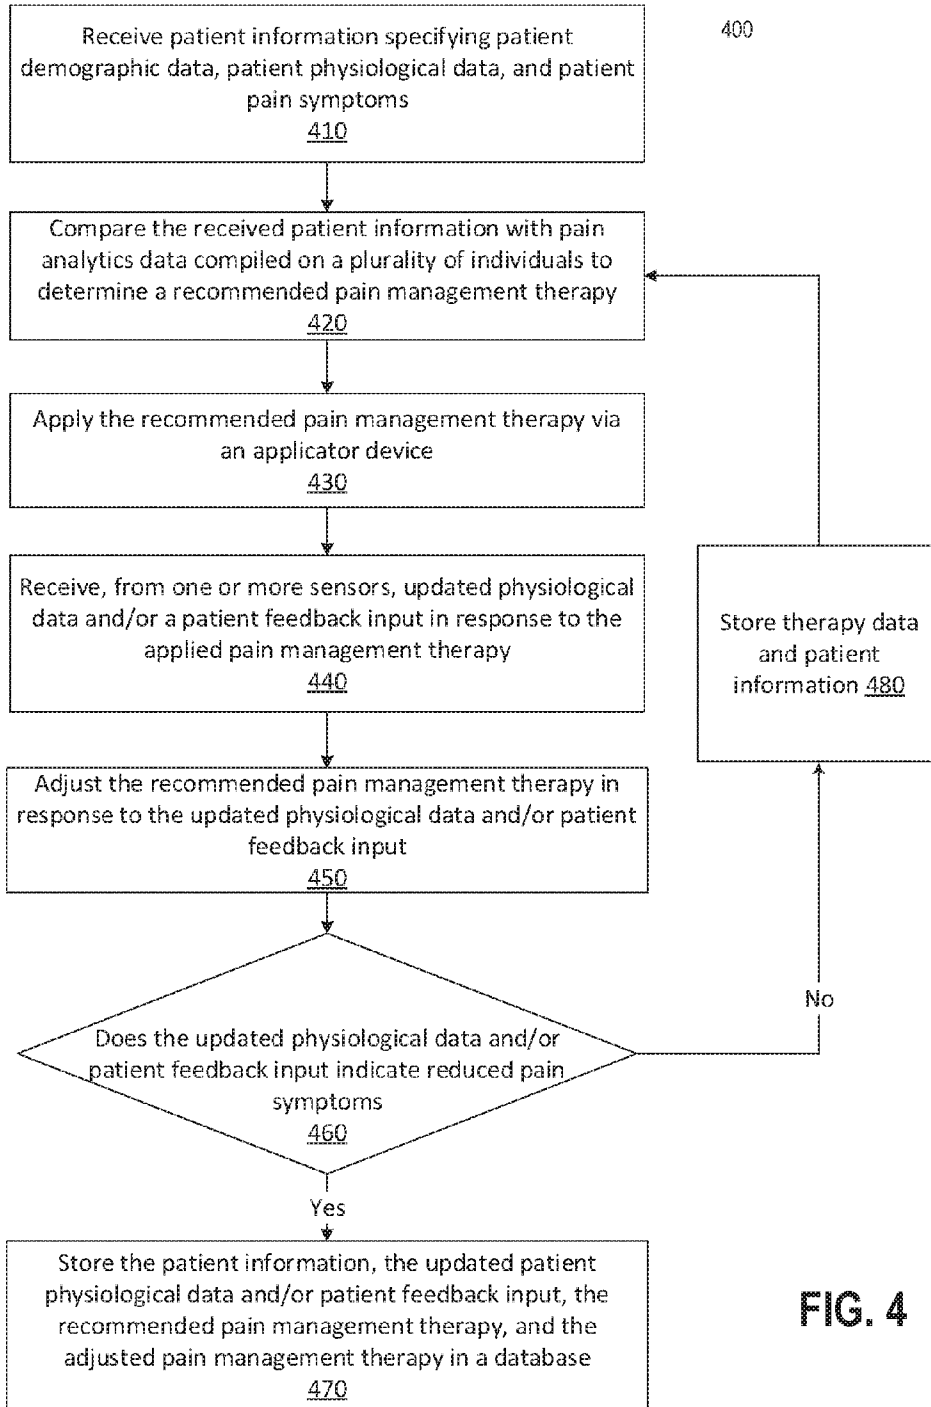 400
Receive patient information specifying patient
demographic data, patient physiological data, and patient
pain symptoms
410
Compare the received patient information with pain
analytics data compiled on a plurality of individuals to
determine a recommended pain management therapy
420
Apply the recommended pain management therapy via
an applicator device
430
Receive, from one or more sensors, updated physiological
data and/or a patient feedback input in response to the
applied pain management therapy
440
Adjust the recommended pain management therapy in
response to the updated physiological data and/or patient
feedback input
450
Does the updated physiological data and/or
patient feedback input indicate reduced pain
symptoms
460
No
Store therapy data
and patient
information 480
Yes
Store the patient information, the updated patient
physiological data and/or patient feedback input, the
recommended pain management therapy, and the
adjusted pain management therapy in a database
470
FIG. 4